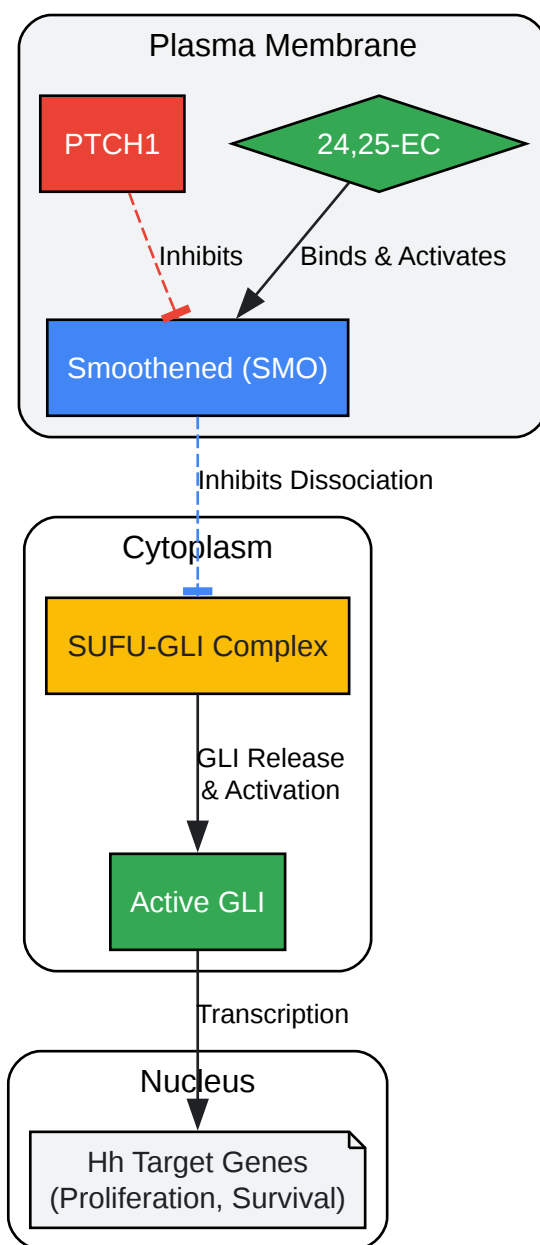 Plasma Membrane
PTCH1
24,25-EC
Inhibits
Binds & Activates
Smoothened (SMO)
Inhibits Dissociation
Cytoplasm
SUFU-GLI Complex
GLI Release
& Activation
Active GLI
Transcription
Nucleus
Hh Target Genes
(Proliferation, Survival)